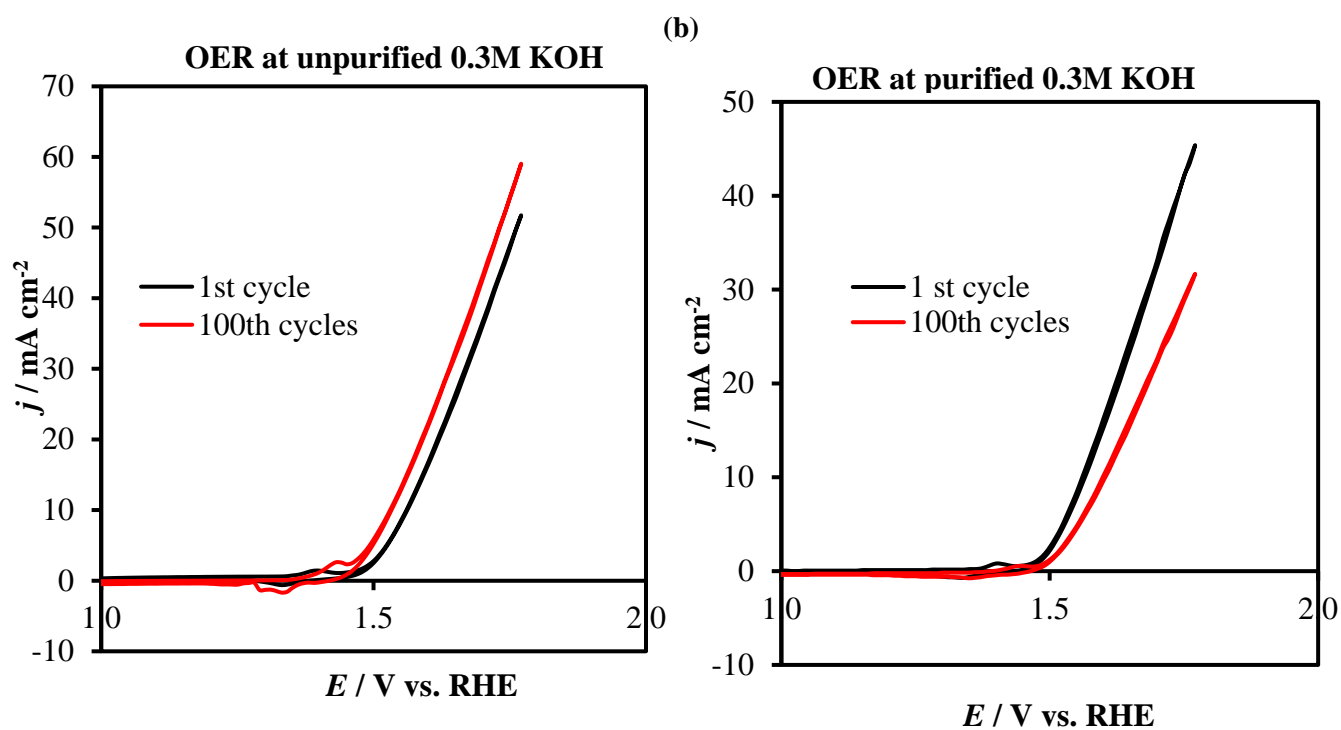 (b)
OER at unpurified 0.3M KOH
70
60
50
40
30
20
10
0
-10
j / mA cm-2
1st cycle
100th cycles
1.0
1.5
2.0
E / V vs. RHE
OER at purified 0.3M KOH
50
40
30
20
10
0
-10
j / mA cm-2
1 st cycle
100th cycles
1.0
1.5
2.0
E / V vs. RHE